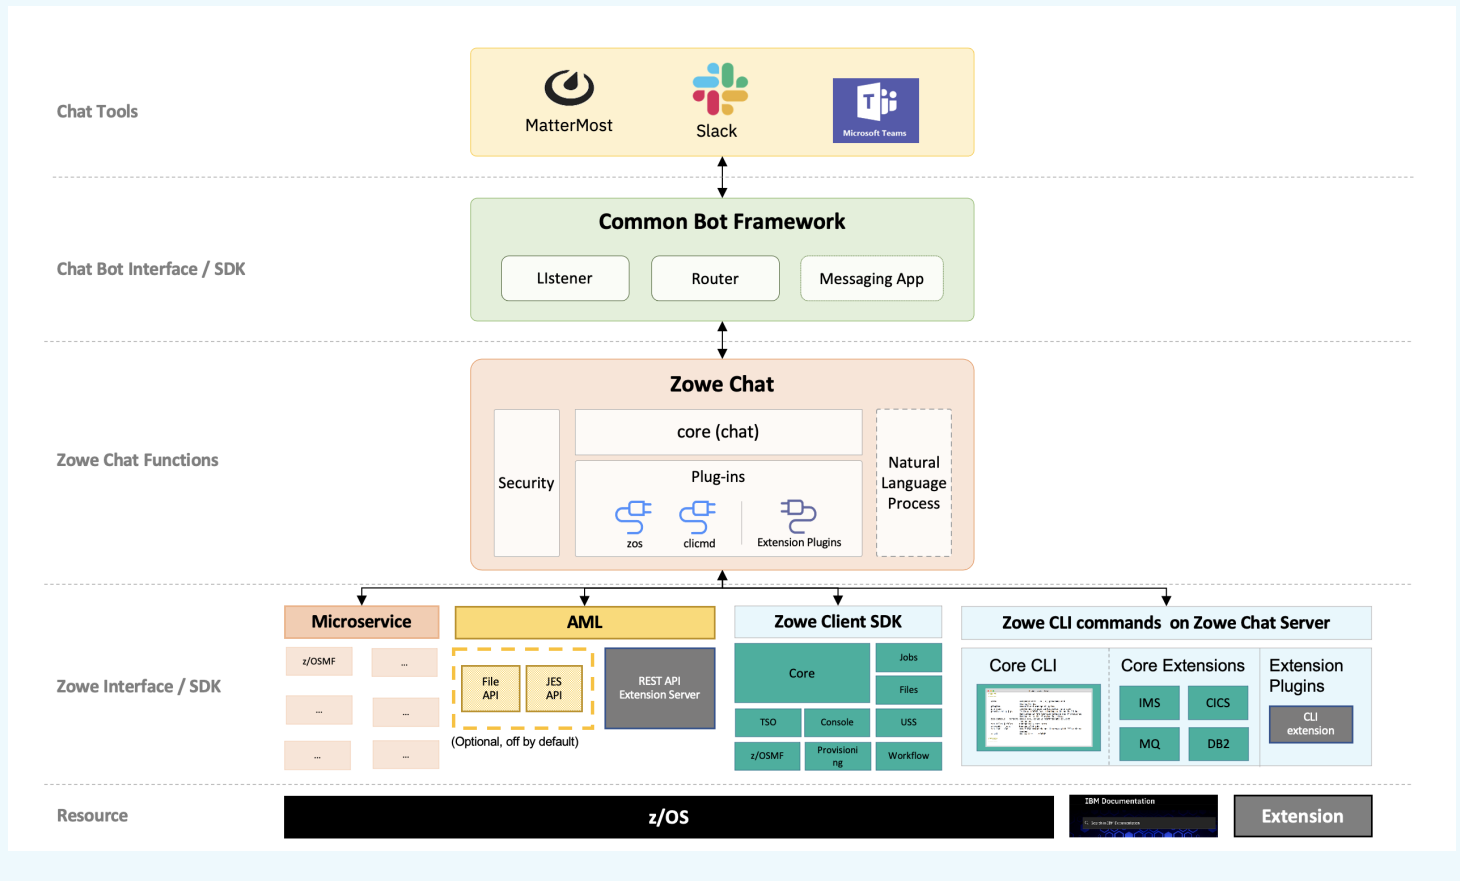 Chat Tools
MatterMost
Slack
Microsoft Teams
Chat Bot Interface / SDK
Common Bot Framework
LIstener
Router
Messaging App
Zowe Chat Functions
Zowe Chat
Security
core (chat)
Plug-ins
zos
clicmd
Extension Plugins
Natural
Language
Process
Zowe Interface / SDK
Microservice
z/OSMF
...
...
...
...
...
AML
File
API
JES
API
(Optional, off by default)
REST API
Extension Server
Zowe Client SDK
Core
Jobs
Files
TSO
Console
USS
z/OSMF
Provisioni
ng
Workflow
Zowe CLI commands on Zowe Chat Server
Core CLI
Core Extensions
IMS
CICS
MQ
DB2
Extension
Plugins
CLI
extension
Resource
z/OS
IBM Documentation
Extension